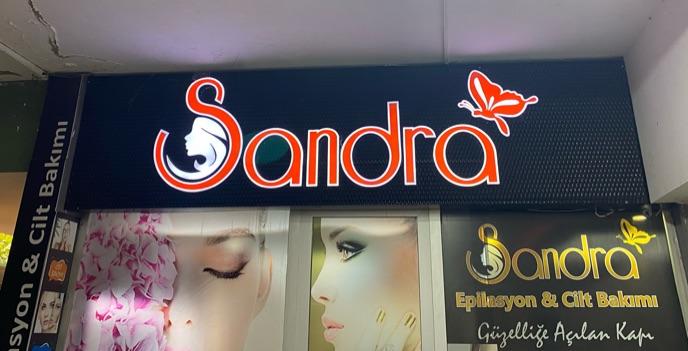 Sandra
syon & Cilt Bakımı
Sandra
Epilasyon & Cilt Bakımı
Güzelliğe Açılan Kapı